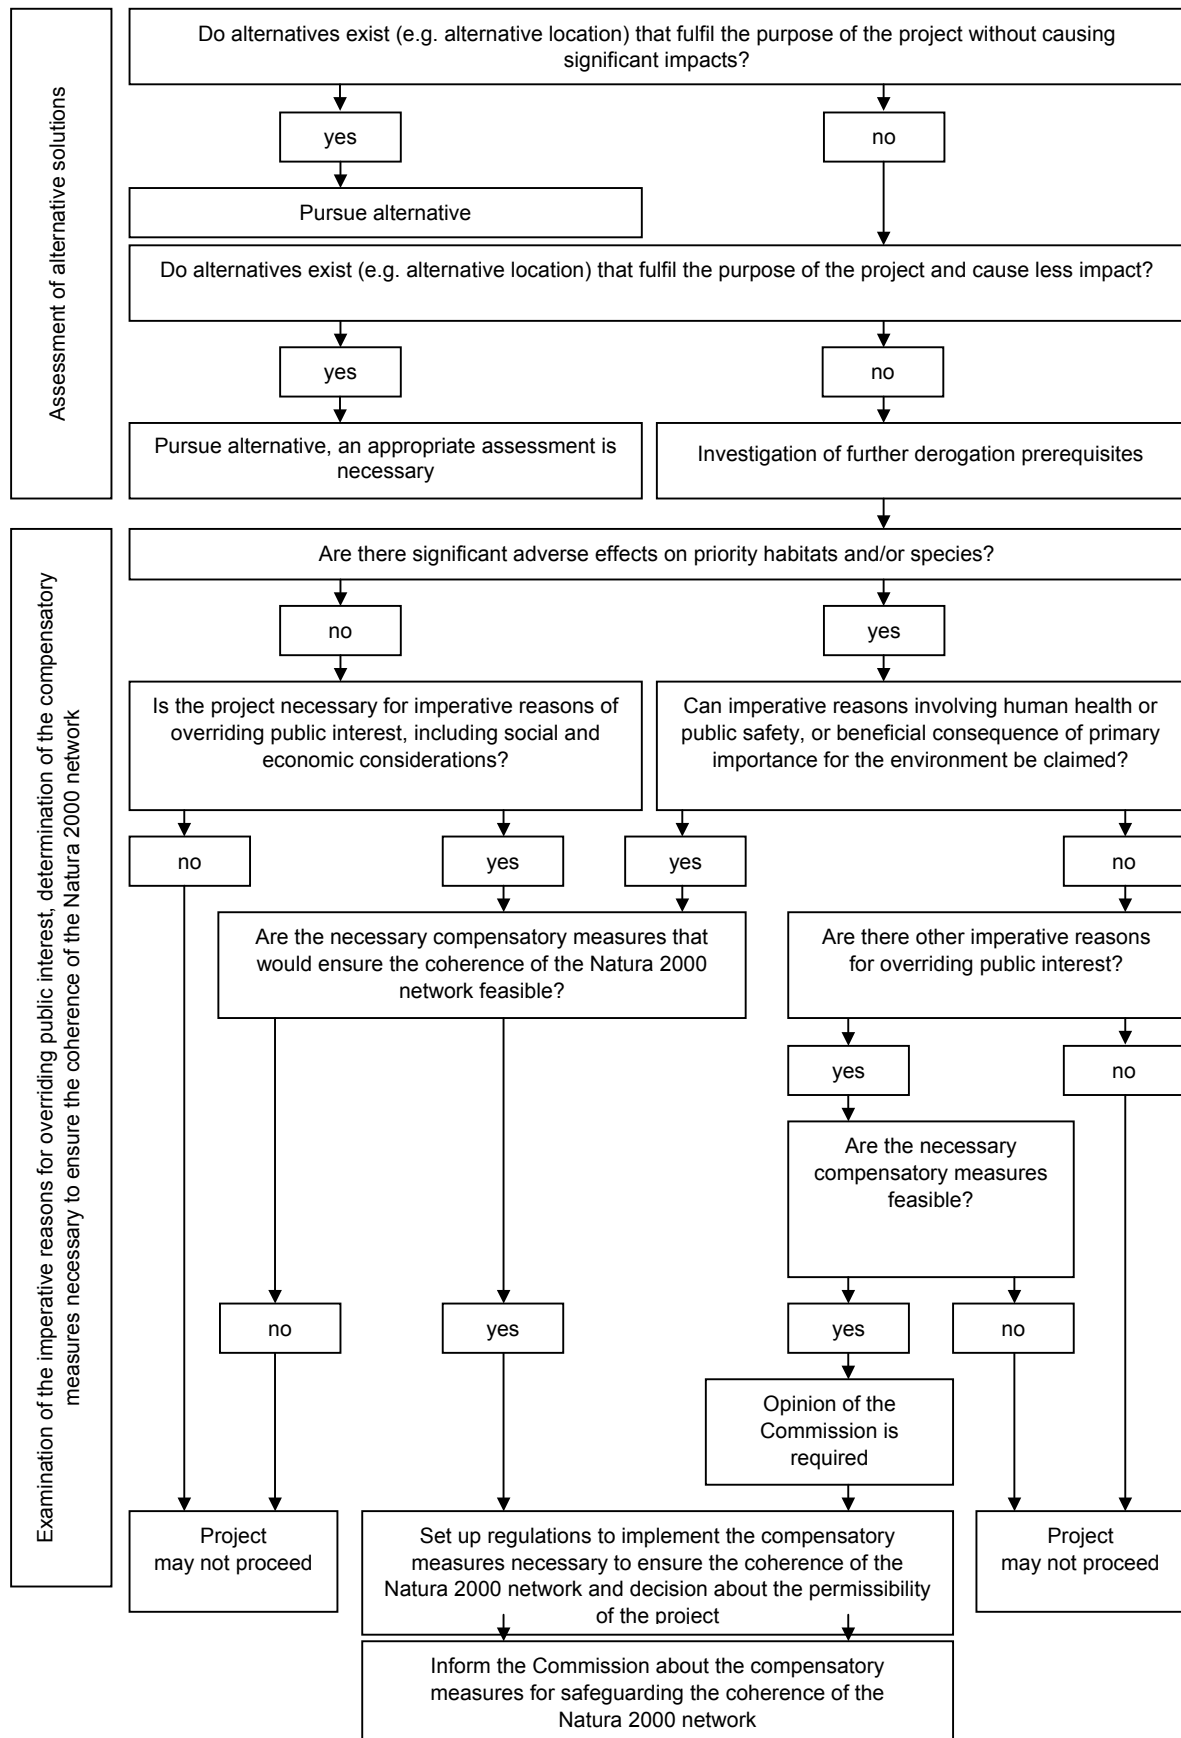 Assessment of alternative solutions
Do alternatives exist (e.g. alternative location) that fulfil the purpose of the project without causing
significant impacts?
yes
no
Pursue alternative
Do alternatives exist (e.g. alternative location) that fulfil the purpose of the project and cause less impact?
yes
no
Pursue alternative, an appropriate assessment is
necessary
Investigation of further derogation prerequisites
Examination of the imperative reasons for overriding public interest, determination of the compensatory
measures necessary to ensure the coherence of the Natura 2000 network
Are there significant adverse effects on priority habitats and/or species?
no
yes
Is the project necessary for imperative reasons of
overriding public interest, including social and
economic considerations?
Can imperative reasons involving human health or
public safety, or beneficial consequence of primary
importance for the environment be claimed?
no
yes
yes
no
Are the necessary compensatory measures that
would ensure the coherence of the Natura 2000
network feasible?
Are there other imperative reasons
for overriding public interest?
yes
no
Are the necessary
compensatory measures
feasible?
no
yes
yes
no
Opinion of the
Commission is
required
Project
may not proceed
Set up regulations to implement the compensatory
measures necessary to ensure the coherence of the
Natura 2000 network and decision about the permissibility
of the project
Project
may not proceed
Inform the Commission about the compensatory
measures for safeguarding the coherence of the
Natura 2000 network